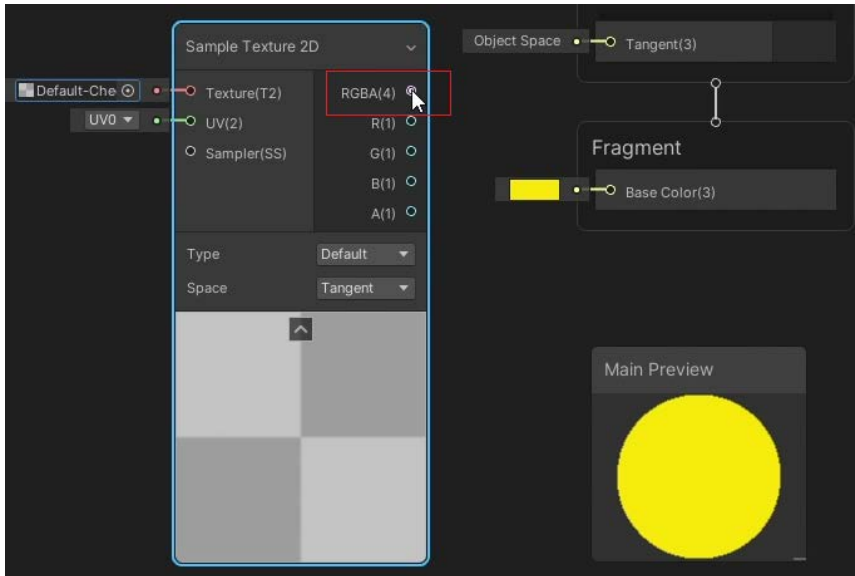 Sample Texture 2D
Default-Che
Texture(T2)
RGBA(4)
UV0
UV(2)
R(1)
Sampler(SS)
G(1)
B(1)
A(1)
Type
Default
Space
Tangent
Object Space
Tangent(3)
Fragment
Base Color(3)
Main Preview